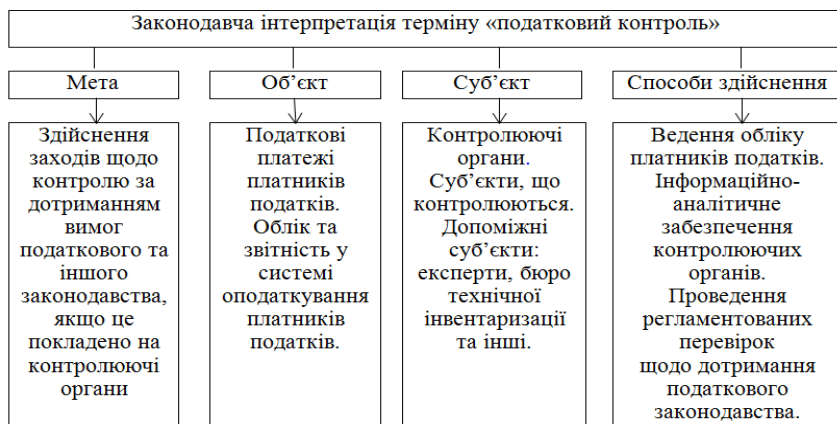 Законодавча інтерпретація терміну «податковий контроль»
Мета
Об’єкт
Суб’єкт
Способи здійснення
Здійснення
заходів щодо
контролю за
дотриманням
вимог
податкового та
іншого
законодавства,
якщо це
покладено на
контролюючі
органи
Податкові
платежі
платників
податків.
Облік та
звітність у
системі
оподаткування
платників
податків.
Контролюючі
органи.
Суб’єкти, що
контролюються.
Допоміжні
суб’єкти:
експерти, бюро
технічної
інвентаризації
та інші.
Ведення обліку
платників податків.
Інформаційно-
аналітичне
забезпечення
контролюючих
органів.
Проведення
регламентованих
перевірок
щодо дотримання
податкового
законодавства.